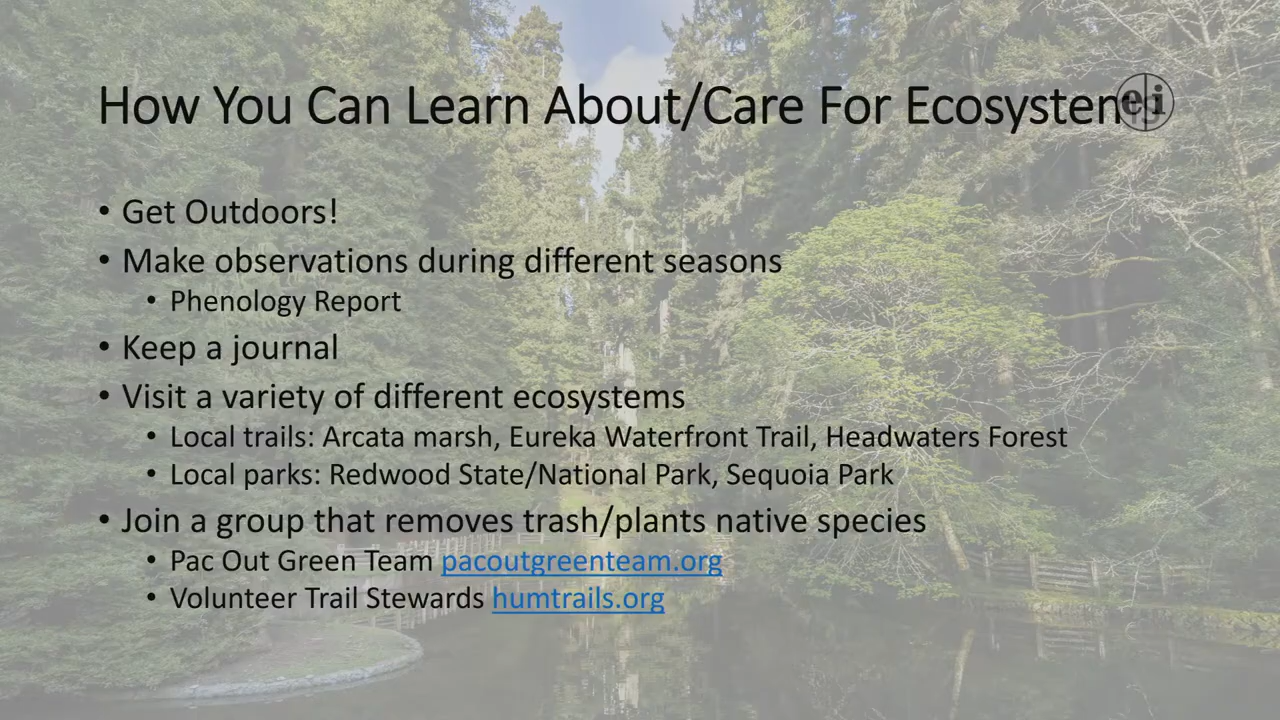 How You Can Learn About/Care For Ecosystem
eli
• Get Outdoors!
• Make observations during different seasons
• Phenology Report
• Keep a journal
• Visit a variety of different ecosystems
• Local trails: Arcata marsh, Eureka Waterfront Trail, Headwaters Forest
• Local parks: Redwood State/National Park, Sequoia Park
• Join a group that removes trash/plants native species
• Pac Out Green Team pacoutgreenteam.org
• Volunteer Trail Stewards humtrails.org